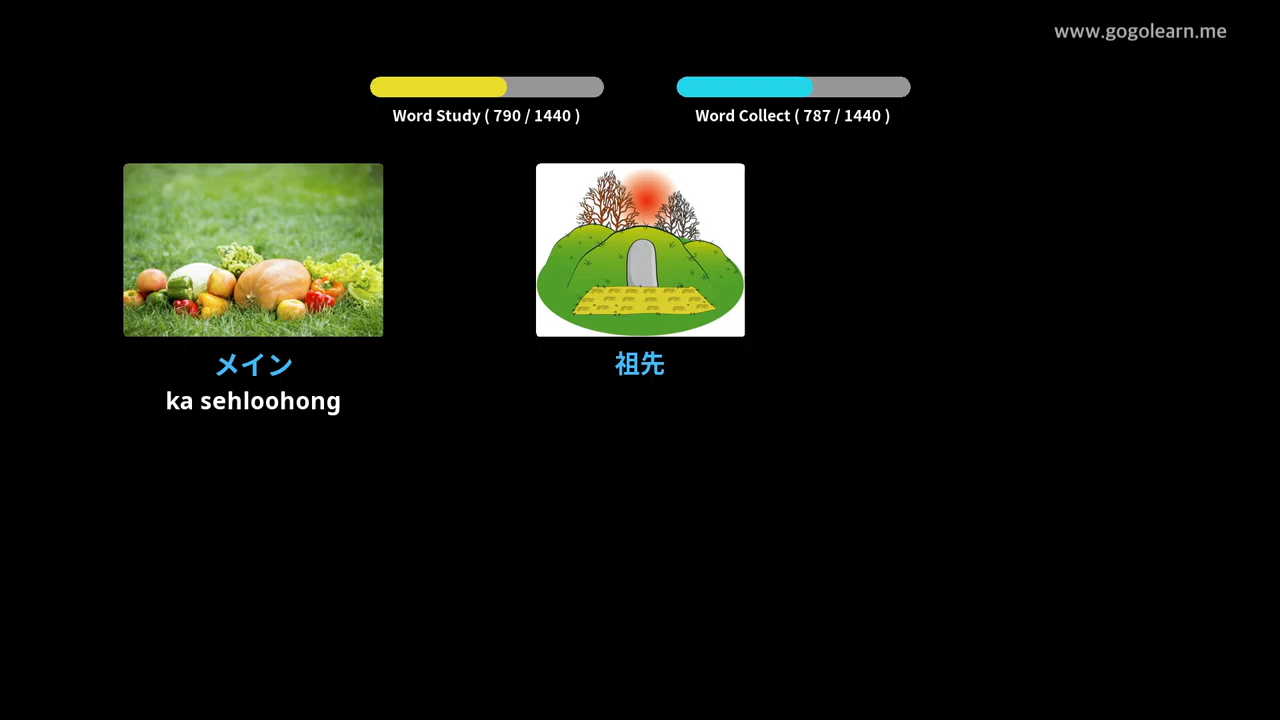 www.gogolearn.me
Word Study ( 790 / 1440 )
Word Collect ( 787 / 1440 )
メイン
ka sehloohong
祖先